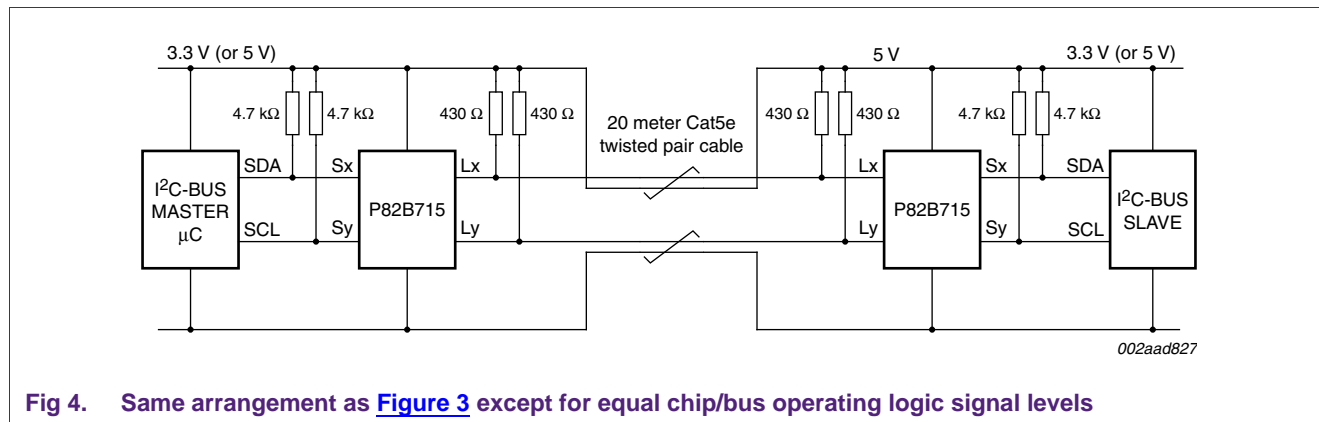 3.3 V (or 5 V)
5 V
3.3 V (or 5 V)
4.7 kΩ
4.7 kΩ
430 Ω
430 Ω
20 meter Cat5e
twisted pair cable
430 Ω
430 Ω
4.7 kΩ
4.7 kΩ
I²C-BUS
MASTER
μC
SDA
SCL
Sx
Sy
P82B715
Lx
Ly
Lx
Ly
P82B715
Sx
Sy
SDA
SCL
I²C-BUS
SLAVE
002aad827
Fig 4. Same arrangement as Figure 3 except for equal chip/bus operating logic signal levels